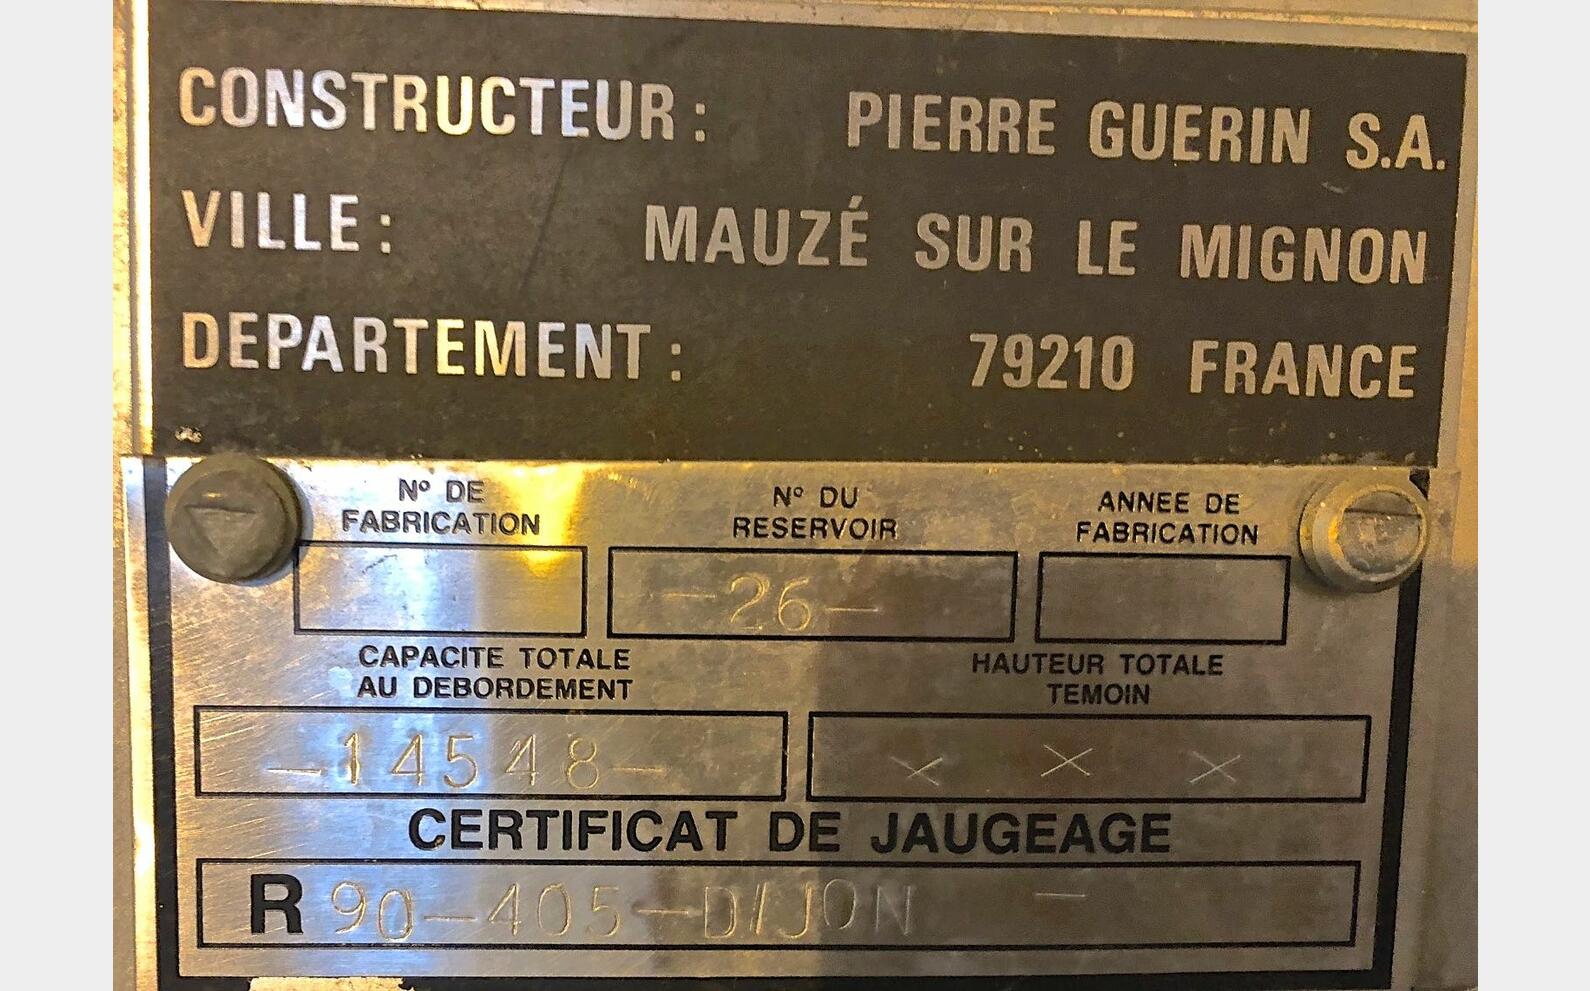 CONSTRUCTEUR : PIERRE GUERIN S.A.
VILLE : MAUZÉ SUR LE MIGNON
DEPARTEMENT : 79210 FRANCE
N° DE FABRICATION
N° DU RESERVOIR
ANNEE DE FABRICATION
-26-
CAPACITE TOTALE AU DEBORDEMENT
HAUTEUR TOTALE TEMOIN
-14548-
X X X
CERTIFICAT DE JAUGEAGE
R 90-405-DIJON -